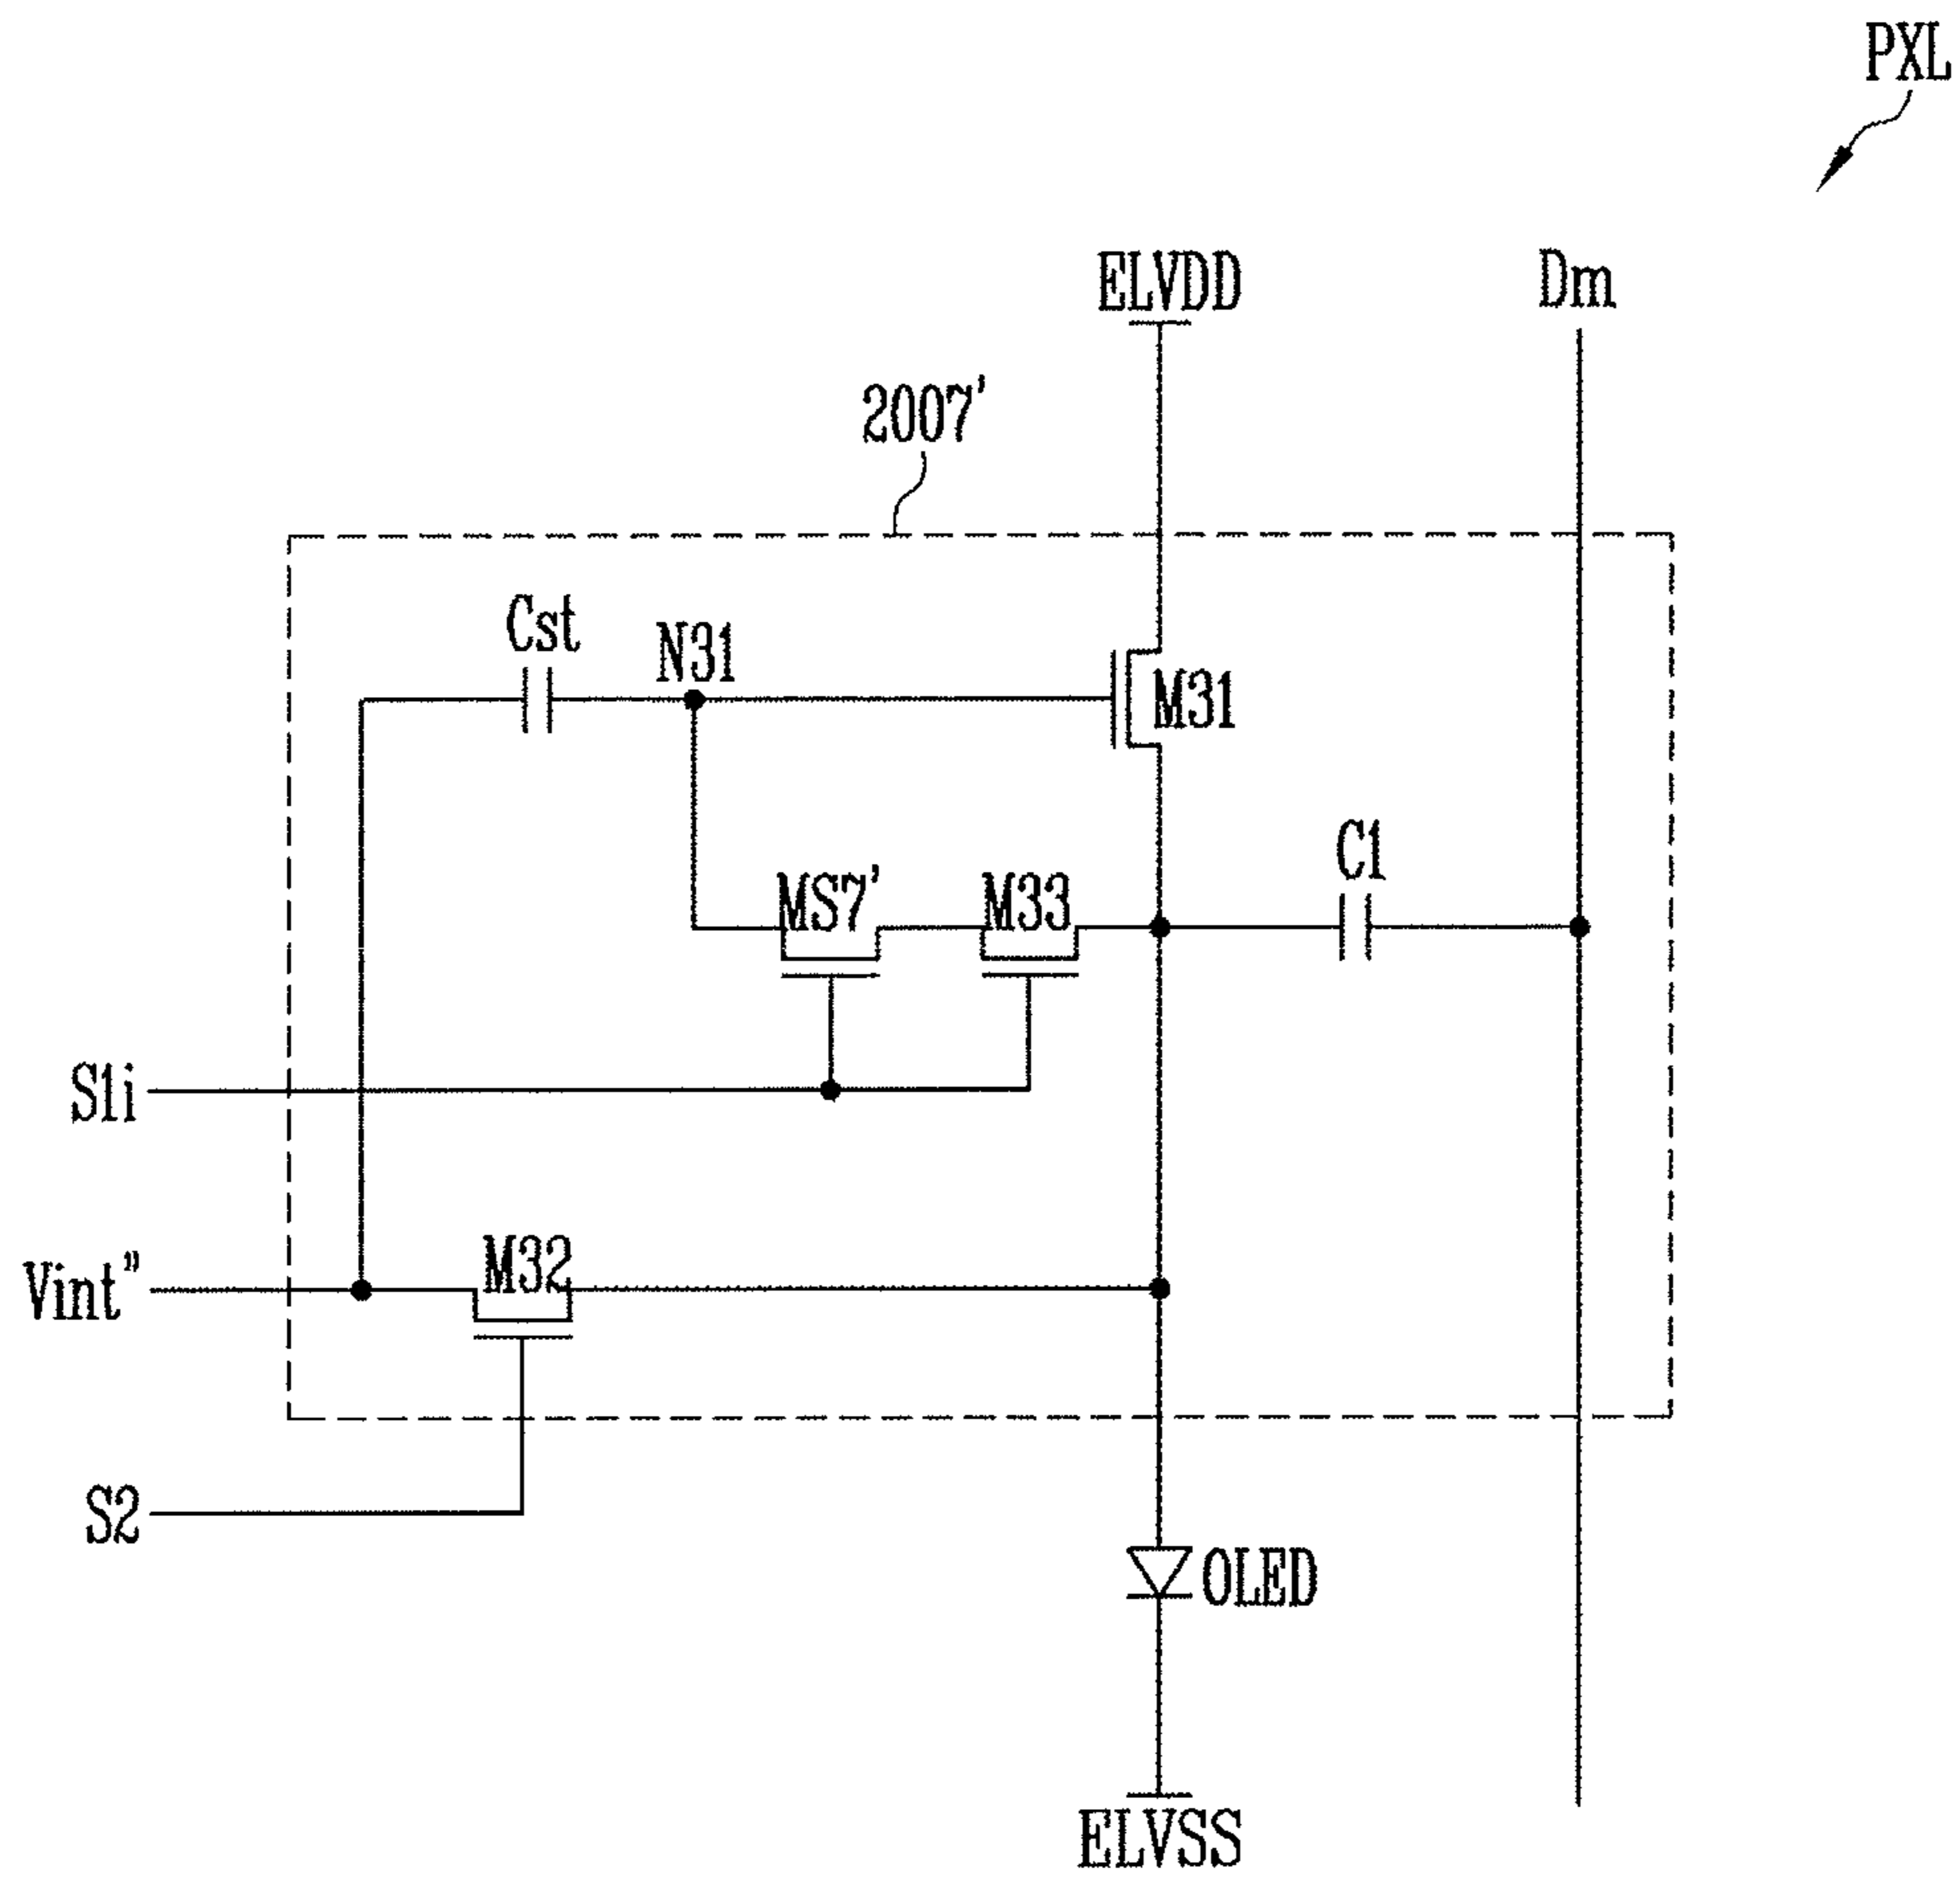 PXL
ELVDD
Dm
2007'
Cst
N31
M31
C1
MS7'
M33
S1i
M32
Vint"
S2
OLED
ELVSS